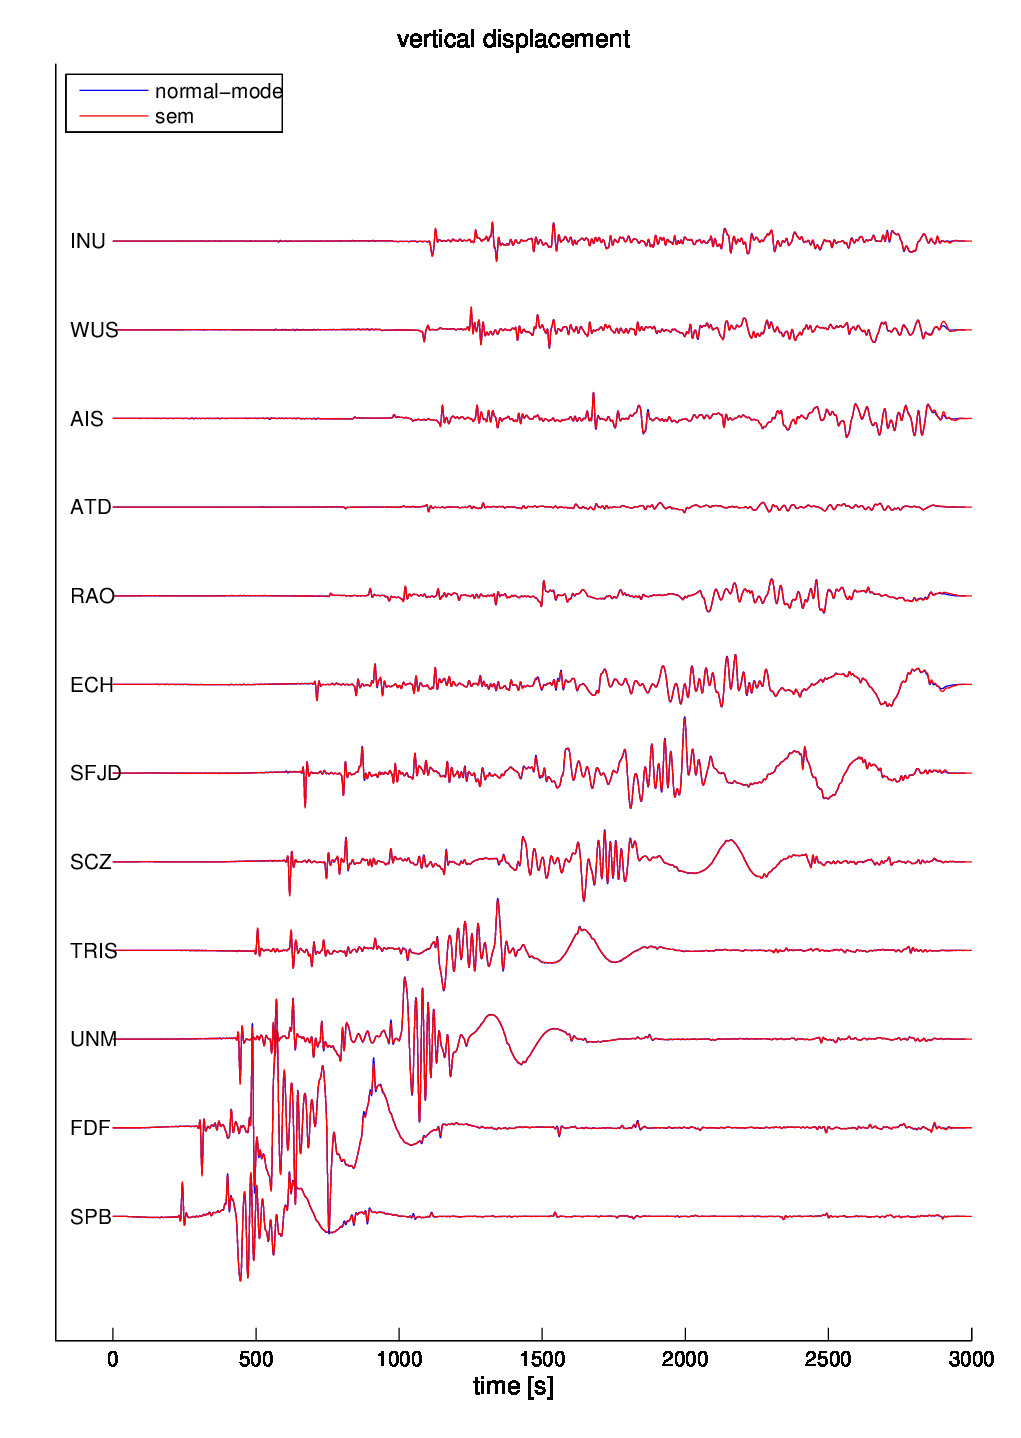 vertical displacement
normal−mode
sem
INU
WUS
AIS
ATD
RAO
ECH
SFJD
SCZ
TRIS
UNM
FDF
SPB
0 500 1000 1500 2000 2500 3000
time [s]